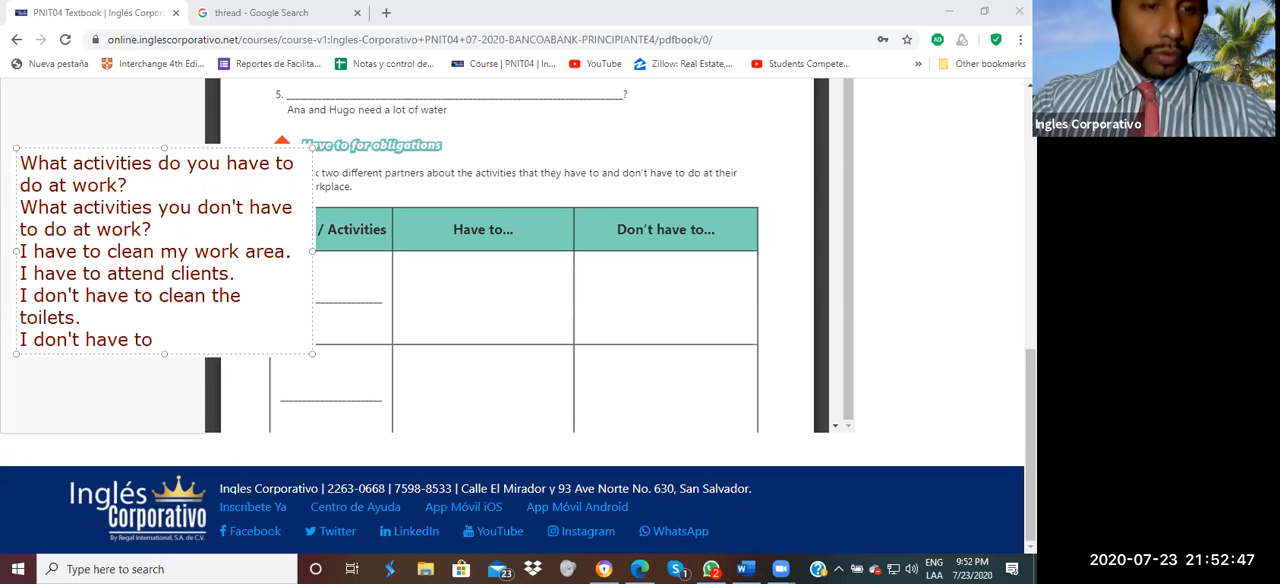 PNIT04 Textbook | Inglés Corpor
thread - Google Search
online.inglescorporativo.net/courses/course-v1:Ingles-Corporativo+PNIT04+07-2020-BANCOABANK-PRINCIPIANTE4/pdfbook/0/
Nueva pestaña
Interchange 4th Edi...
Reportes de Facilita...
Notas y control de...
Course | PNIT04 | In...
YouTube
Zillow: Real Estate,...
Students Compete...
»
Other bookmarks
Ingles Corporativo
5. ?
Ana and Hugo need a lot of water
Have to for obligations
k two different partners about the activities that they have to and don't have to do at their
rkplace.
/ Activities
Have to...
Don't have to...
What activities do you have to
do at work?
What activities you don't have
to do at work?
I have to clean my work area.
I have to attend clients.
I don't have to clean the
toilets.
I don't have to
Inglés
Corporativo
By Regal International, S.A. de C.V.
Ingles Corporativo | 2263-0668 | 7598-8533 | Calle El Mirador y 93 Ave Norte No. 630, San Salvador.
Inscríbete Ya Centro de Ayuda App Móvil iOS App Móvil Android
Facebook Twitter LinkedIn YouTube Instagram WhatsApp
Type here to search
23
1
2
ENG
LAA
9:52 PM
7/23/2020
2020-07-23 21:52:47